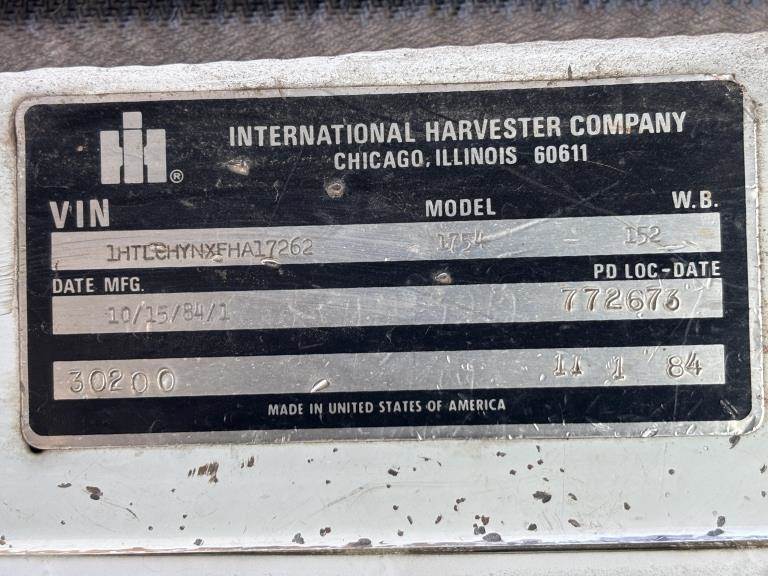 IH ®
INTERNATIONAL HARVESTER COMPANY
CHICAGO, ILLINOIS 60611
VIN MODEL W.B.
1HTLCHYNXFHA17262 1754 152
DATE MFG. PD LOC-DATE
10/15/84/1 772673
30200 11 1 84
MADE IN UNITED STATES OF AMERICA